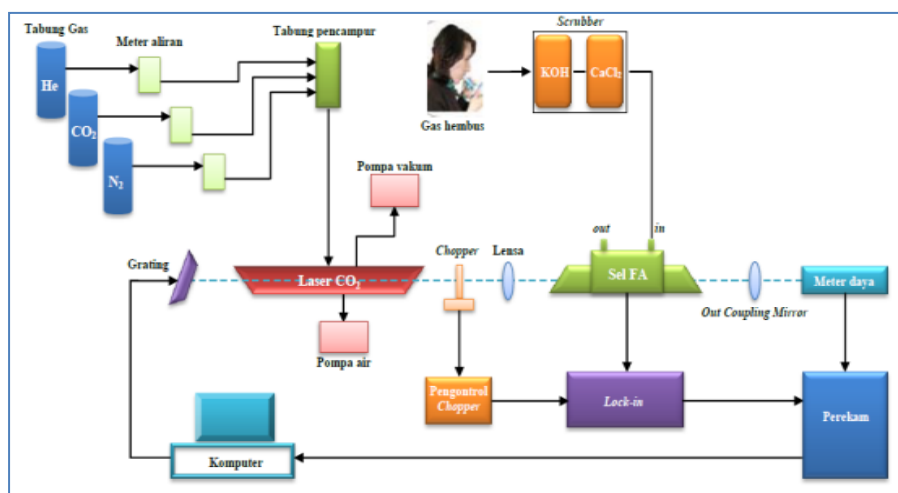 Scrubber
Tabung Gas
Meter aliran
Tabung pencampur
He
KOH
CaCl₂
CO₂
Gas hembus
N₂
Pompa vakum
out
in
Grating
Chopper
Lensa
Laser CO₂
Sel FA
Meter daya
Out Coupling Mirror
Pompa air
Pengontrol
Chopper
Lock-in
Perekam
Komputer